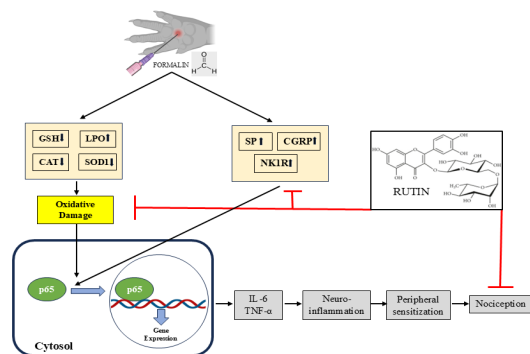 FORMALIN
O
H H
GSH⬇ LPO⬇
CAT⬇ SOD1⬇
SP⬆ CGRP⬆
NK1R⬆
RUTIN
Oxidative
Damage
p65
p65
Gene
Expression
Cytosol
IL -6
TNF-α
Neuro-
inflammation
Peripheral
sensitization
Nociception